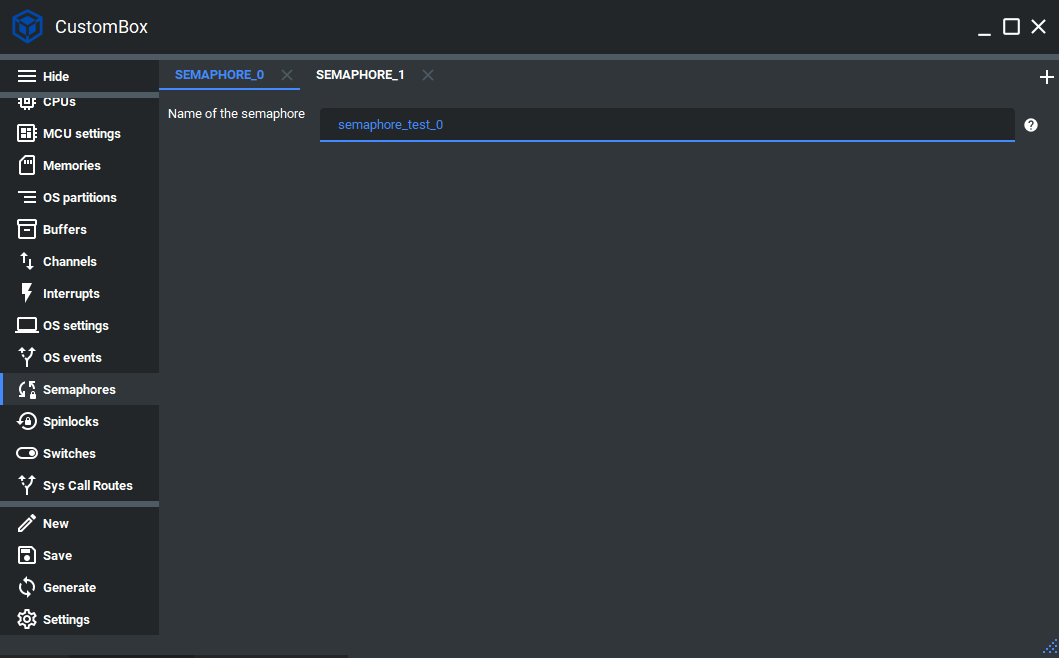 CustomBox
Hide
SEMAPHORE_0
SEMAPHORE_1
Name of the semaphore
semaphore_test_0
CPUs
MCU settings
Memories
OS partitions
Buffers
Channels
Interrupts
OS settings
OS events
Semaphores
Spinlocks
Switches
Sys Call Routes
New
Save
Generate
Settings